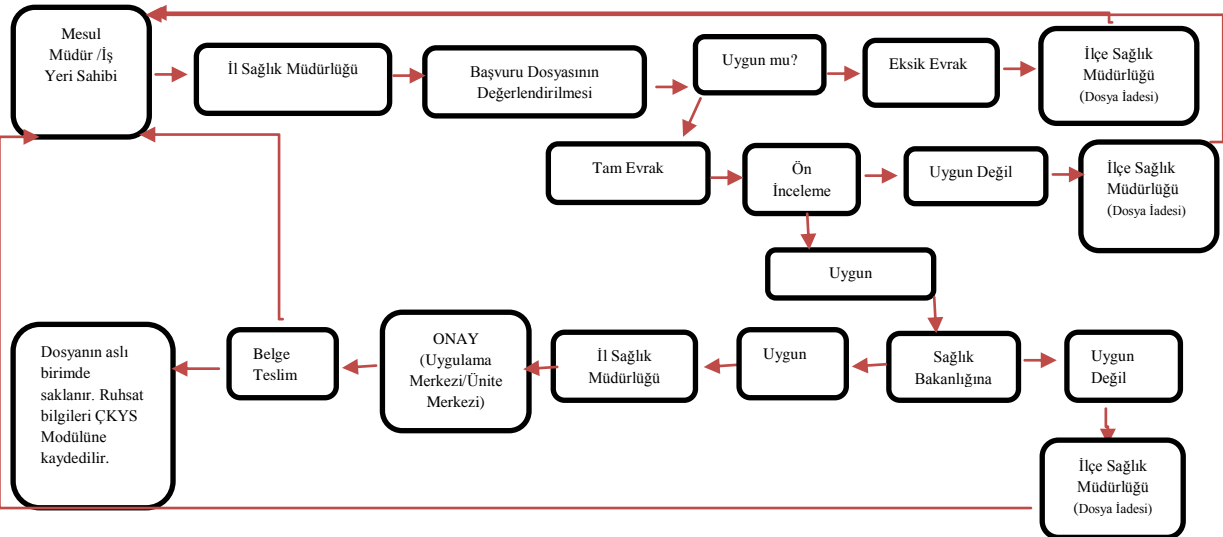 Mesul
Müdür /İş
Yeri Sahibi
İl Sağlık Müdürlüğü
Başvuru Dosyasının
Değerlendirilmesi
Uygun mu?
Eksik Evrak
İlçe Sağlık
Müdürlüğü
(Dosya İadesi)
Tam Evrak
Ön
İnceleme
Uygun Değil
İlçe Sağlık
Müdürlüğü
(Dosya İadesi)
Uygun
Sağlık
Bakanlığına
Uygun
Değil
Uygun
İl Sağlık
Müdürlüğü
ONAY
(Uygulama
Merkezi/Ünite
Merkezi)
Belge
Teslim
Dosyanın aslı
birimde
saklanır. Ruhsat
bilgileri ÇKYS
Modülüne
kaydedilir.
İlçe Sağlık
Müdürlüğü
(Dosya İadesi)